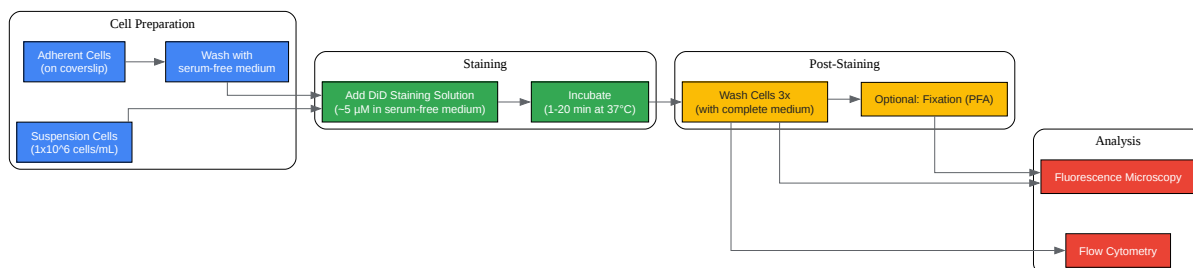 Cell Preparation
Adherent Cells
(on coverslip)
Wash with
serum-free medium
Suspension Cells
(1x10^6 cells/mL)
Staining
Add DiD Staining Solution
(~5 µM in serum-free medium)
Incubate
(1-20 min at 37°C)
Post-Staining
Wash Cells 3x
(with complete medium)
Optional: Fixation (PFA)
Analysis
Fluorescence Microscopy
Flow Cytometry